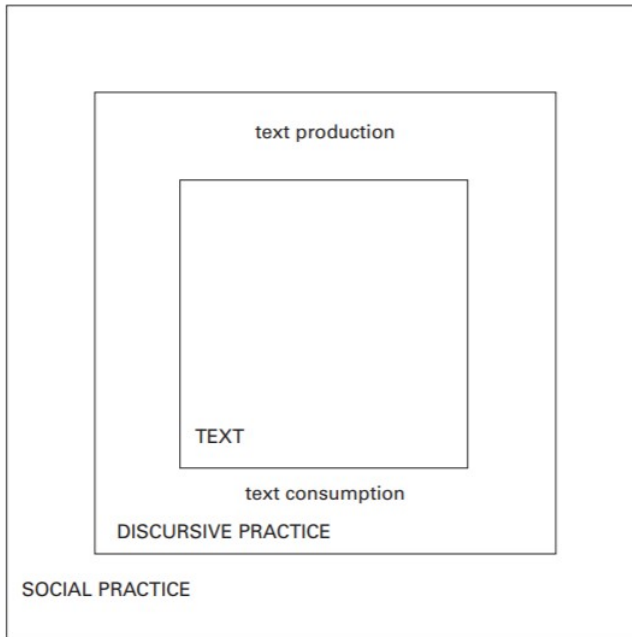 text production
TEXT
text consumption
DISCURSIVE PRACTICE
SOCIAL PRACTICE